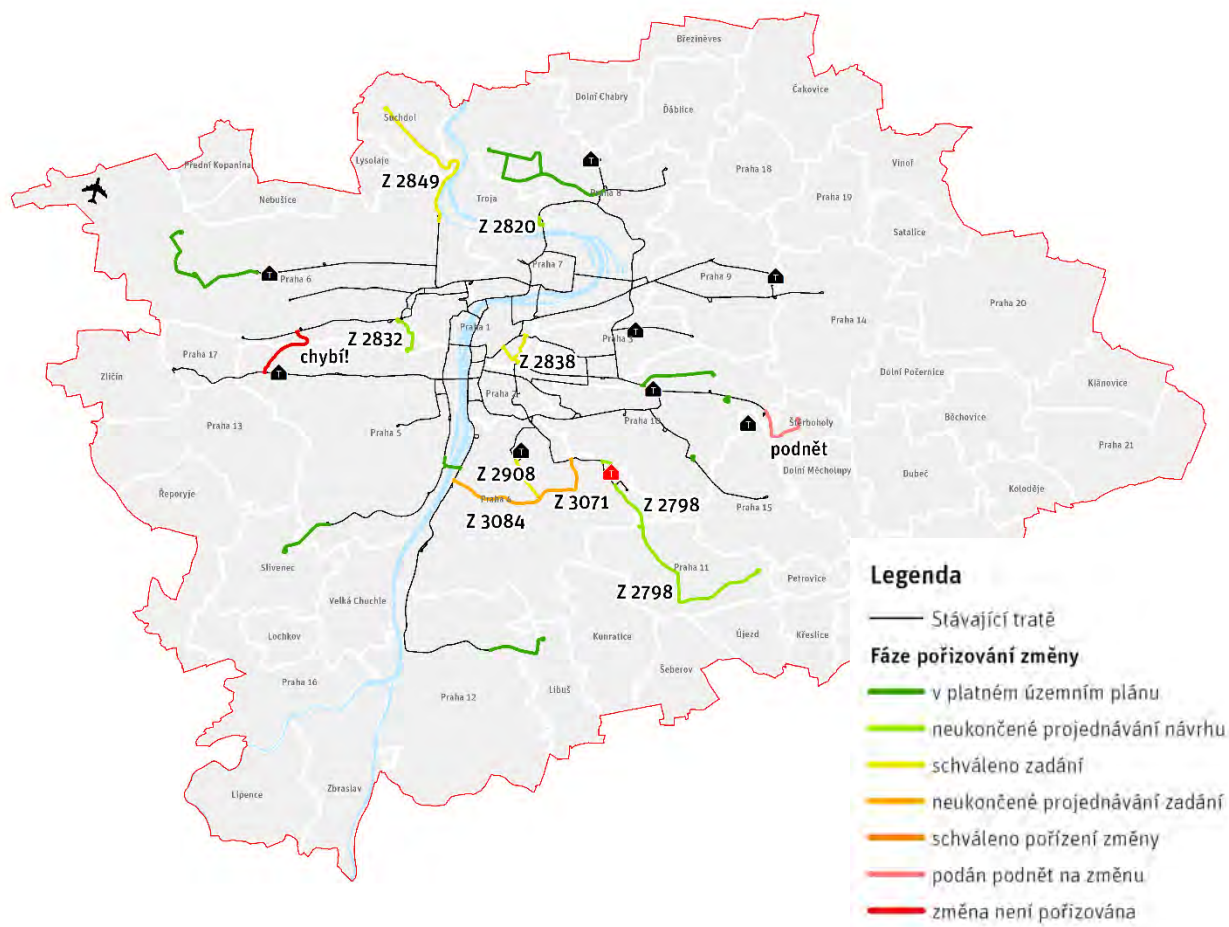 Březiněves
Čakovice
Dolní Chabry
Ďáblice
Suchdol
Přední Kopanina
Lysolaje
Praha 18
Vinoř
Nebušice
Z 2849
Troja
Praha 8
Praha 19
Z 2820
Satalice
Praha 7
Praha 6
Praha 9
Praha 20
Praha 14
Praha 1
Praha 3
Z 2832
chybí!
Praha 17
Z 2838
Zličín
Dolní Počernice
Klánovice
Praha 2
Praha 13
Praha 5
Praha 10
Štěrboholy
Běchovice
Praha 21
podnět
Dolní Měcholupy
Dubeč
Z 2908
Koloděje
Řeporyje
Praha 4
Z 3071
Z 2798
Praha 15
Z 3084
Slivenec
Praha 11
Petrovice
Z 2798
Velká Chuchle
Lochkov
Kunratice
Újezd
Křeslice
Šeberov
Praha 16
Praha 12
Libuš
Lipence
Zbraslav
Legenda
Stávající tratě
Fáze pořizování změny
v platném územním plánu
neukončené projednávání návrhu
schváleno zadání
neukončené projednávání zadání
schváleno pořízení změny
podán podnět na změnu
změna není pořizována